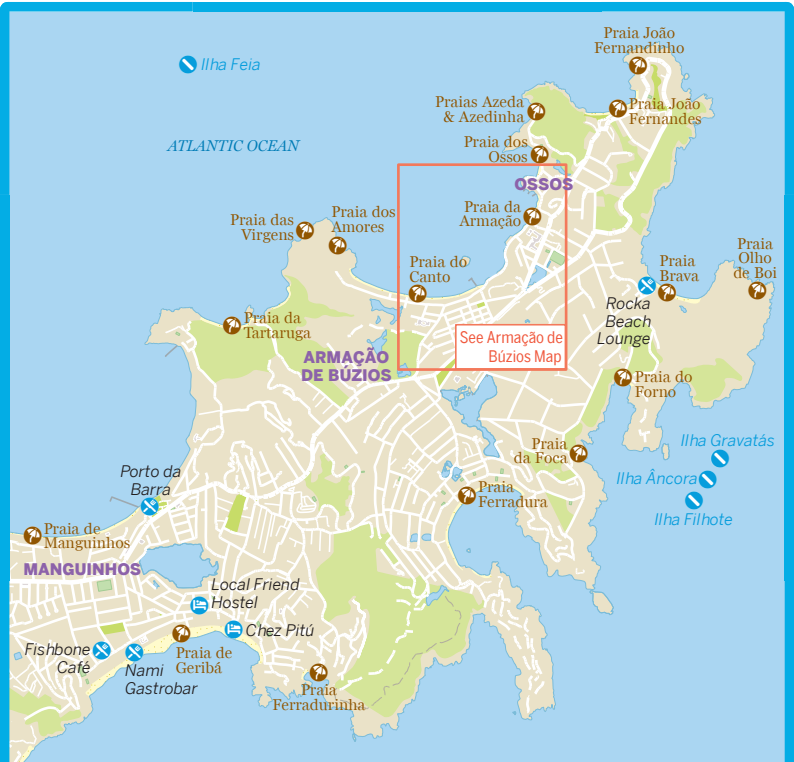 Praia João
Fernandinho
Ilha Feia
Praias Azeda
& Azedinha
Praia João
Fernandes
ATLANTIC OCEAN
Praia dos
Ossos
OSSOS
Praia da
Armação
Praia das
Virgens
Praia dos
Amores
Praia do
Canto
Praia
Brava
Praia
Olho
de Boi
Rocka
Beach
Lounge
Praia da
Tartaruga
See Armação de
Búzios Map
ARMAÇÃO
DE BÚZIOS
Praia do
Forno
Praia
da Foca
Ilha Gravatás
Ilha Âncora
Ilha Filhote
Porto da
Barra
Praia
Ferradura
Praia de
Manguinhos
MANGUINHOS
Local Friend
Hostel
Chez Pitú
Fishbone
Café
Nami
Gastrobar
Praia de
Geribá
Praia
Ferradurinha